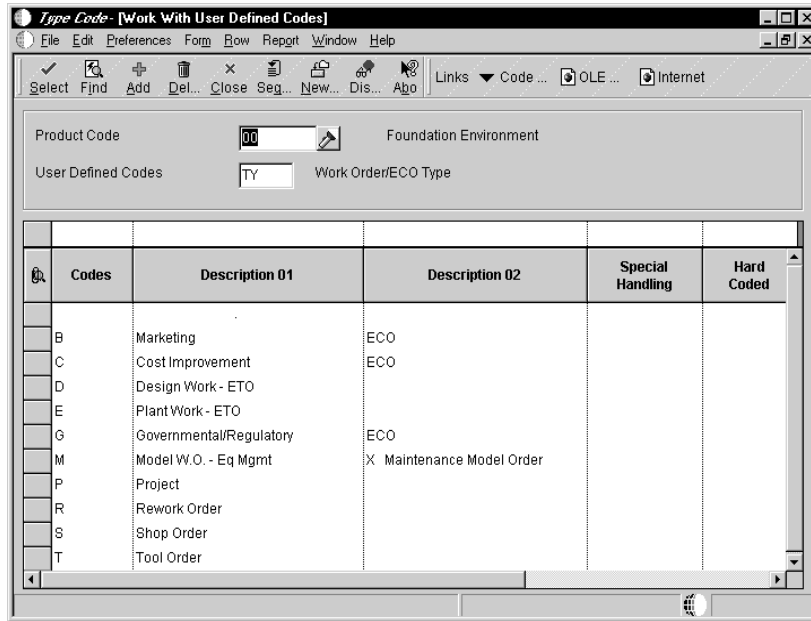 Type Code - [Work With User Defined Codes]
File Edit Preferences Form Row Report Window Help
Select Find Add Del... Close Seq... New... Dis... Abo Links Code ... OLE ... Internet
Product Code 00 Foundation Environment
User Defined Codes TY Work Order/ECO Type
Codes Description 01 Description 02 Special Handling Hard Coded
.
B Marketing ECO
C Cost Improvement ECO
D Design Work - ETO
E Plant Work - ETO
G Governmental/Regulatory ECO
M Model W.O. - Eq Mgmt X Maintenance Model Order
P Project
R Rework Order
S Shop Order
T Tool Order